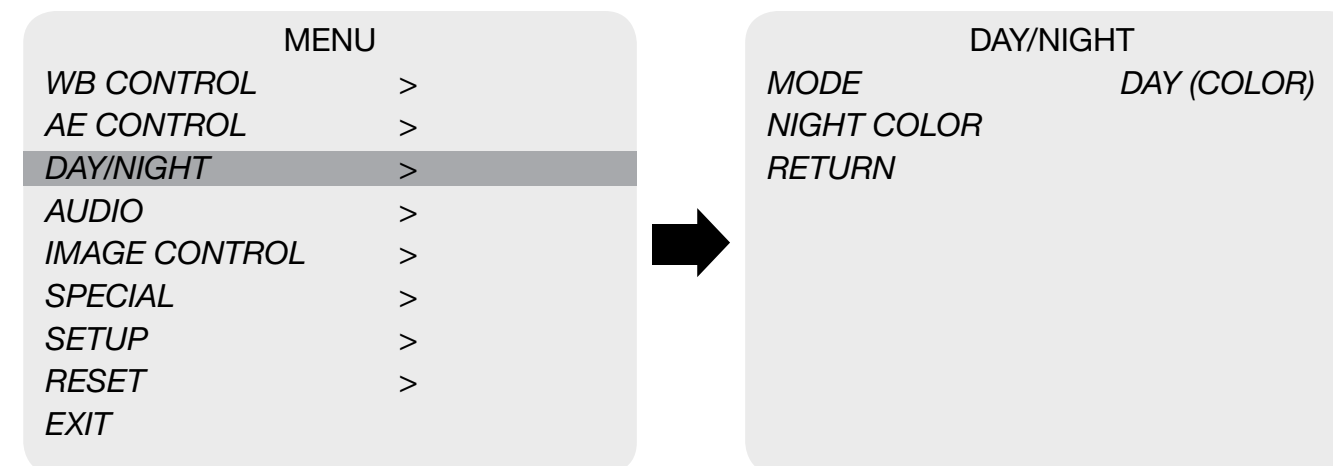 MENU
WB CONTROL >
AE CONTROL >
DAY/NIGHT >
AUDIO >
IMAGE CONTROL >
SPECIAL >
SETUP >
RESET >
EXIT
DAY/NIGHT
MODE DAY (COLOR)
NIGHT COLOR
RETURN